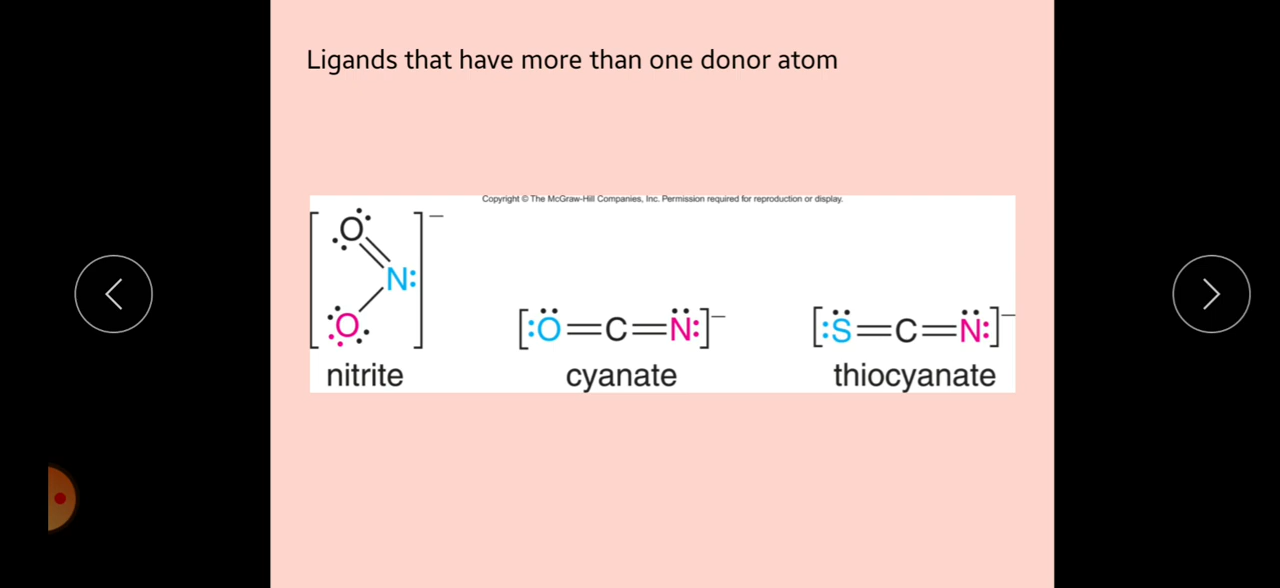 Ligands that have more than one donor atom
Copyright © The McGraw-Hill Companies, Inc. Permission required for reproduction or display.
[:Ö=N:–Ö:]⁻
nitrite
[:Ö=C=N̈:]⁻
cyanate
[:S̈=C=N̈:]⁻
thiocyanate